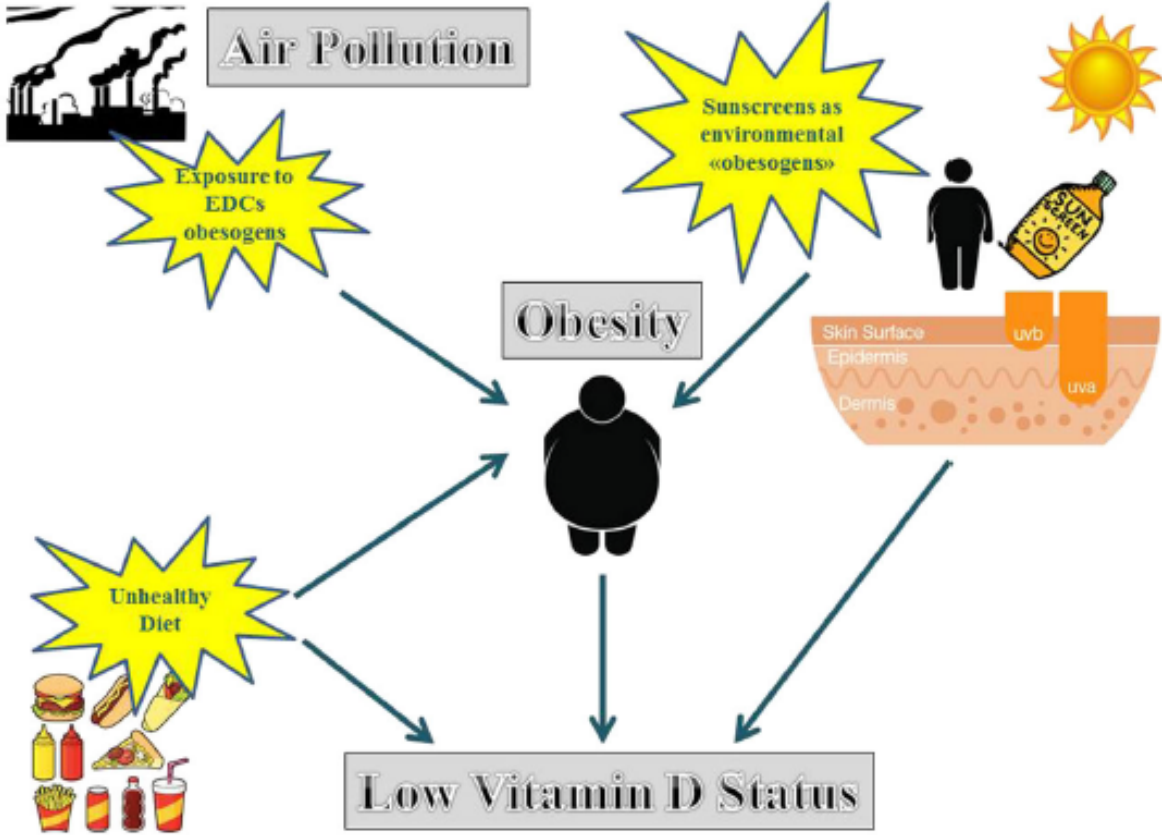 Air Pollution
Exposure to
EDCs
obesogens
Sunscreens as
environmental
«obesogens»
SUN
SCREEN
Obesity
Skin Surface
uvb
Epidermis
uva
Dermis
Unhealthy
Diet
Low Vitamin D Status